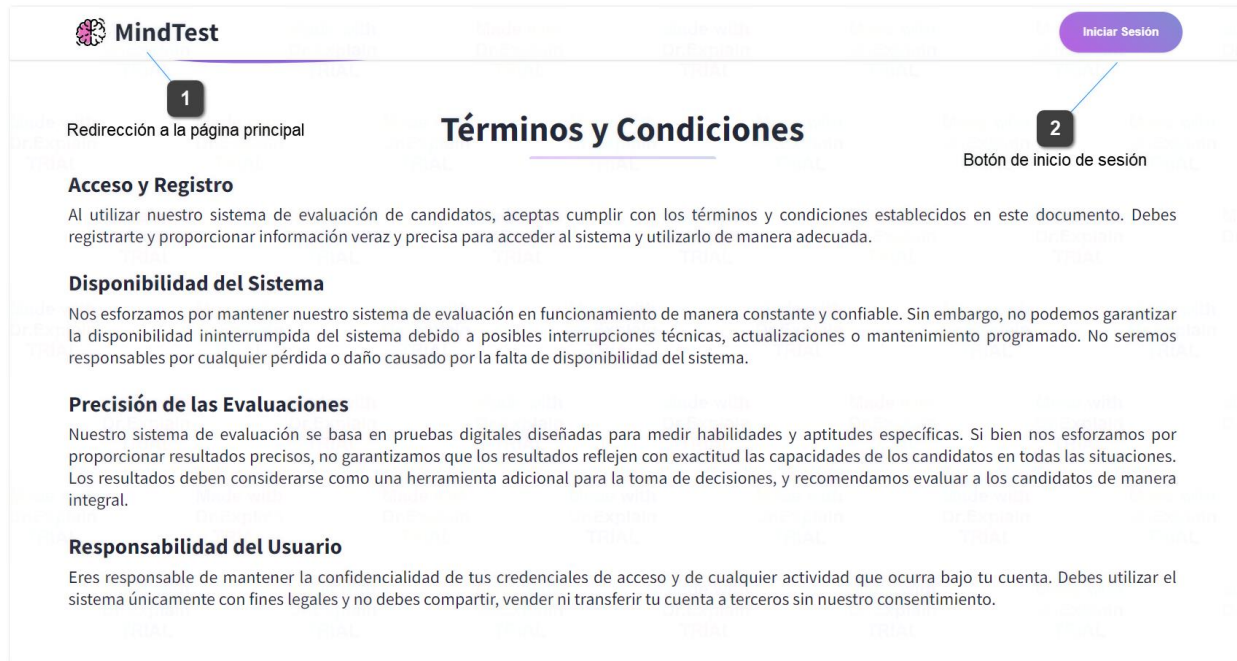 MindTest
Iniciar Sesión
1
Redirección a la página principal
2
Botón de inicio de sesión
Términos y Condiciones
Acceso y Registro
Al utilizar nuestro sistema de evaluación de candidatos, aceptas cumplir con los términos y condiciones establecidos en este documento. Debes
registrarte y proporcionar información veraz y precisa para acceder al sistema y utilizarlo de manera adecuada.
Disponibilidad del Sistema
Nos esforzamos por mantener nuestro sistema de evaluación en funcionamiento de manera constante y confiable. Sin embargo, no podemos garantizar
la disponibilidad ininterrumpida del sistema debido a posibles interrupciones técnicas, actualizaciones o mantenimiento programado. No seremos
responsables por cualquier pérdida o daño causado por la falta de disponibilidad del sistema.
Precisión de las Evaluaciones
Nuestro sistema de evaluación se basa en pruebas digitales diseñadas para medir habilidades y aptitudes específicas. Si bien nos esforzamos por
proporcionar resultados precisos, no garantizamos que los resultados reflejen con exactitud las capacidades de los candidatos en todas las situaciones.
Los resultados deben considerarse como una herramienta adicional para la toma de decisiones, y recomendamos evaluar a los candidatos de manera
integral.
Responsabilidad del Usuario
Eres responsable de mantener la confidencialidad de tus credenciales de acceso y de cualquier actividad que ocurra bajo tu cuenta. Debes utilizar el
sistema únicamente con fines legales y no debes compartir, vender ni transferir tu cuenta a terceros sin nuestro consentimiento.